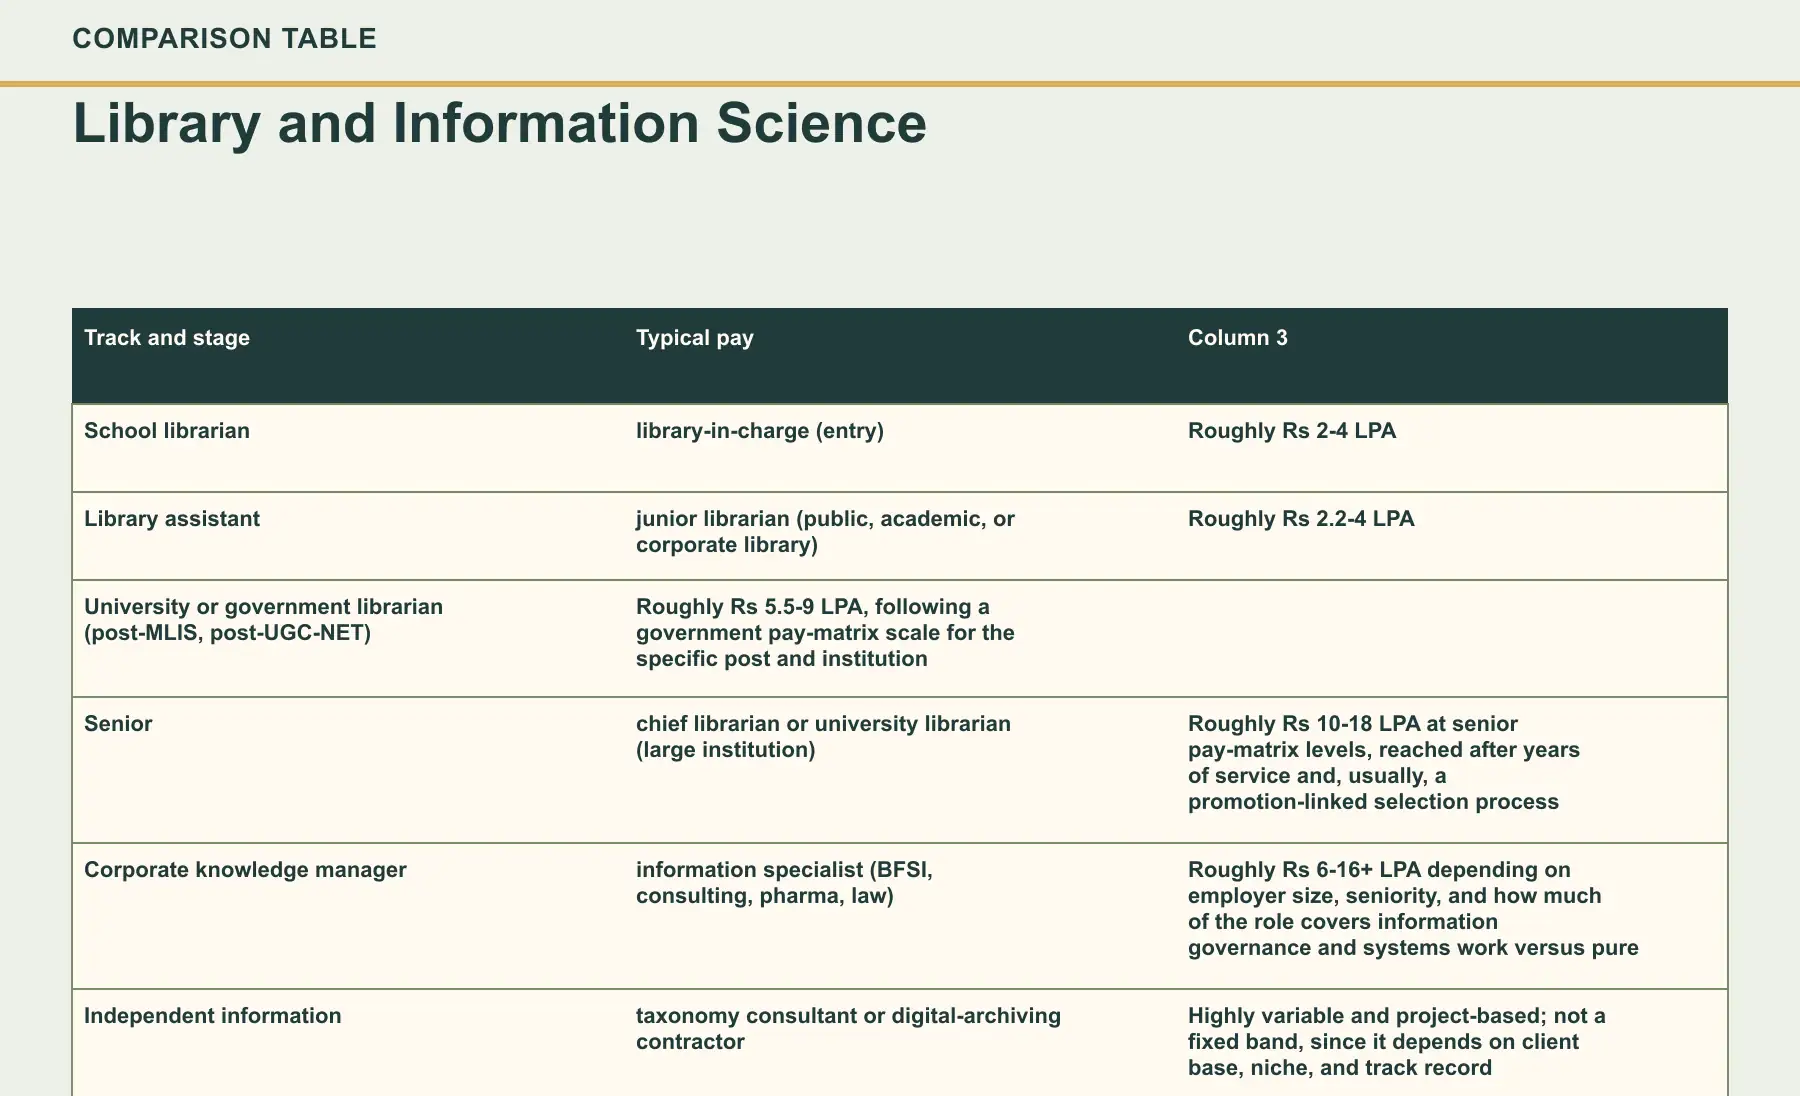 COMPARISON TABLE
Library and Information Science
Track and stage
Typical pay
Column 3
School librarian
library-in-charge (entry)
Roughly Rs 2-4 LPA
Library assistant
junior librarian (public, academic, or
corporate library)
Roughly Rs 2.2-4 LPA
University or government librarian
(post-MLIS, post-UGC-NET)
Roughly Rs 5.5-9 LPA, following a
government pay-matrix scale for the
specific post and institution
Senior
chief librarian or university librarian
(large institution)
Roughly Rs 10-18 LPA at senior
pay-matrix levels, reached after years
of service and, usually, a
promotion-linked selection process
Corporate knowledge manager
information specialist (BFSI,
consulting, pharma, law)
Roughly Rs 6-16+ LPA depending on
employer size, seniority, and how much
of the role covers information
governance and systems work versus pure
Independent information
taxonomy consultant or digital-archiving
contractor
Highly variable and project-based; not a
fixed band, since it depends on client
base, niche, and track record